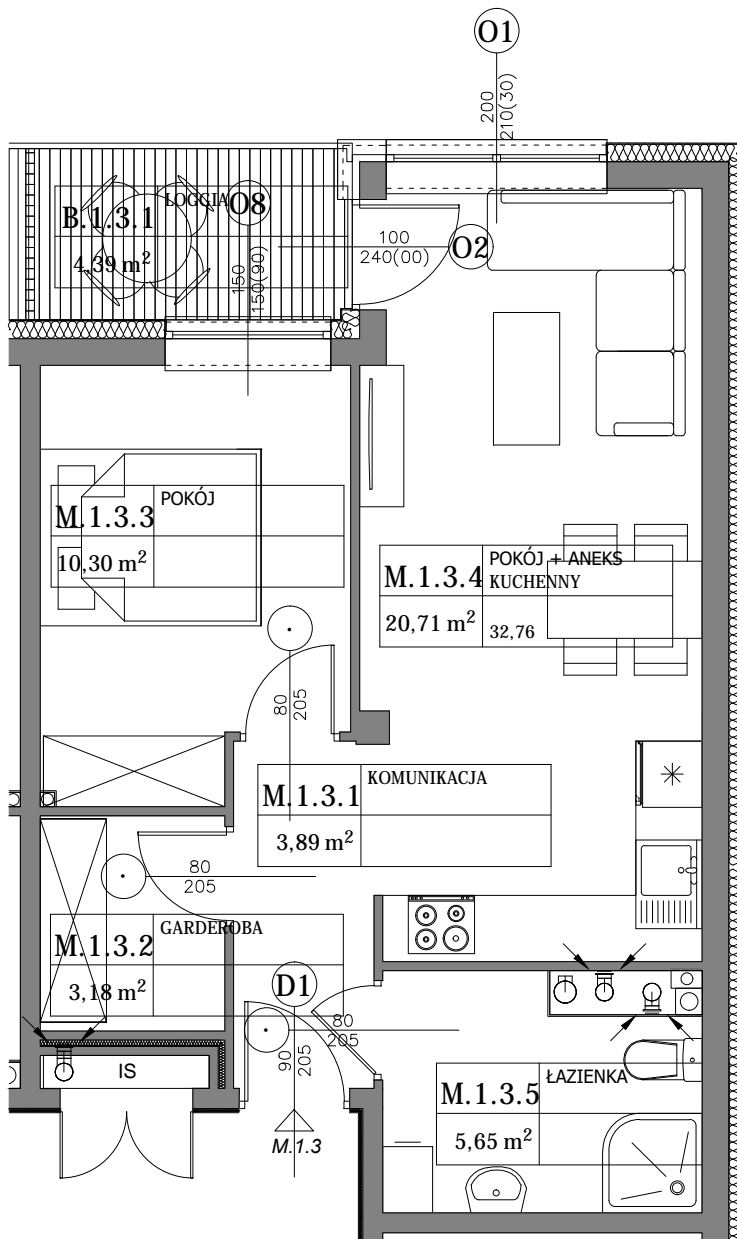 O1
200
210(30)
LOGGIA
O8
B.1.3.1
4,39 m²
150
150(90)
100
240(00)
O2
POKÓJ
M.1.3.3
10,30 m²
POKÓJ + ANEKS
M.1.3.4
KUCHENNY
20,71 m²
32,76
80
205
KOMUNIKACJA
M.1.3.1
3,89 m²
80
205
GARDEROBA
M.1.3.2
3,18 m²
D1
80
205
90
205
IS
ŁAZIENKA
M.1.3.5
5,65 m²
M.1.3